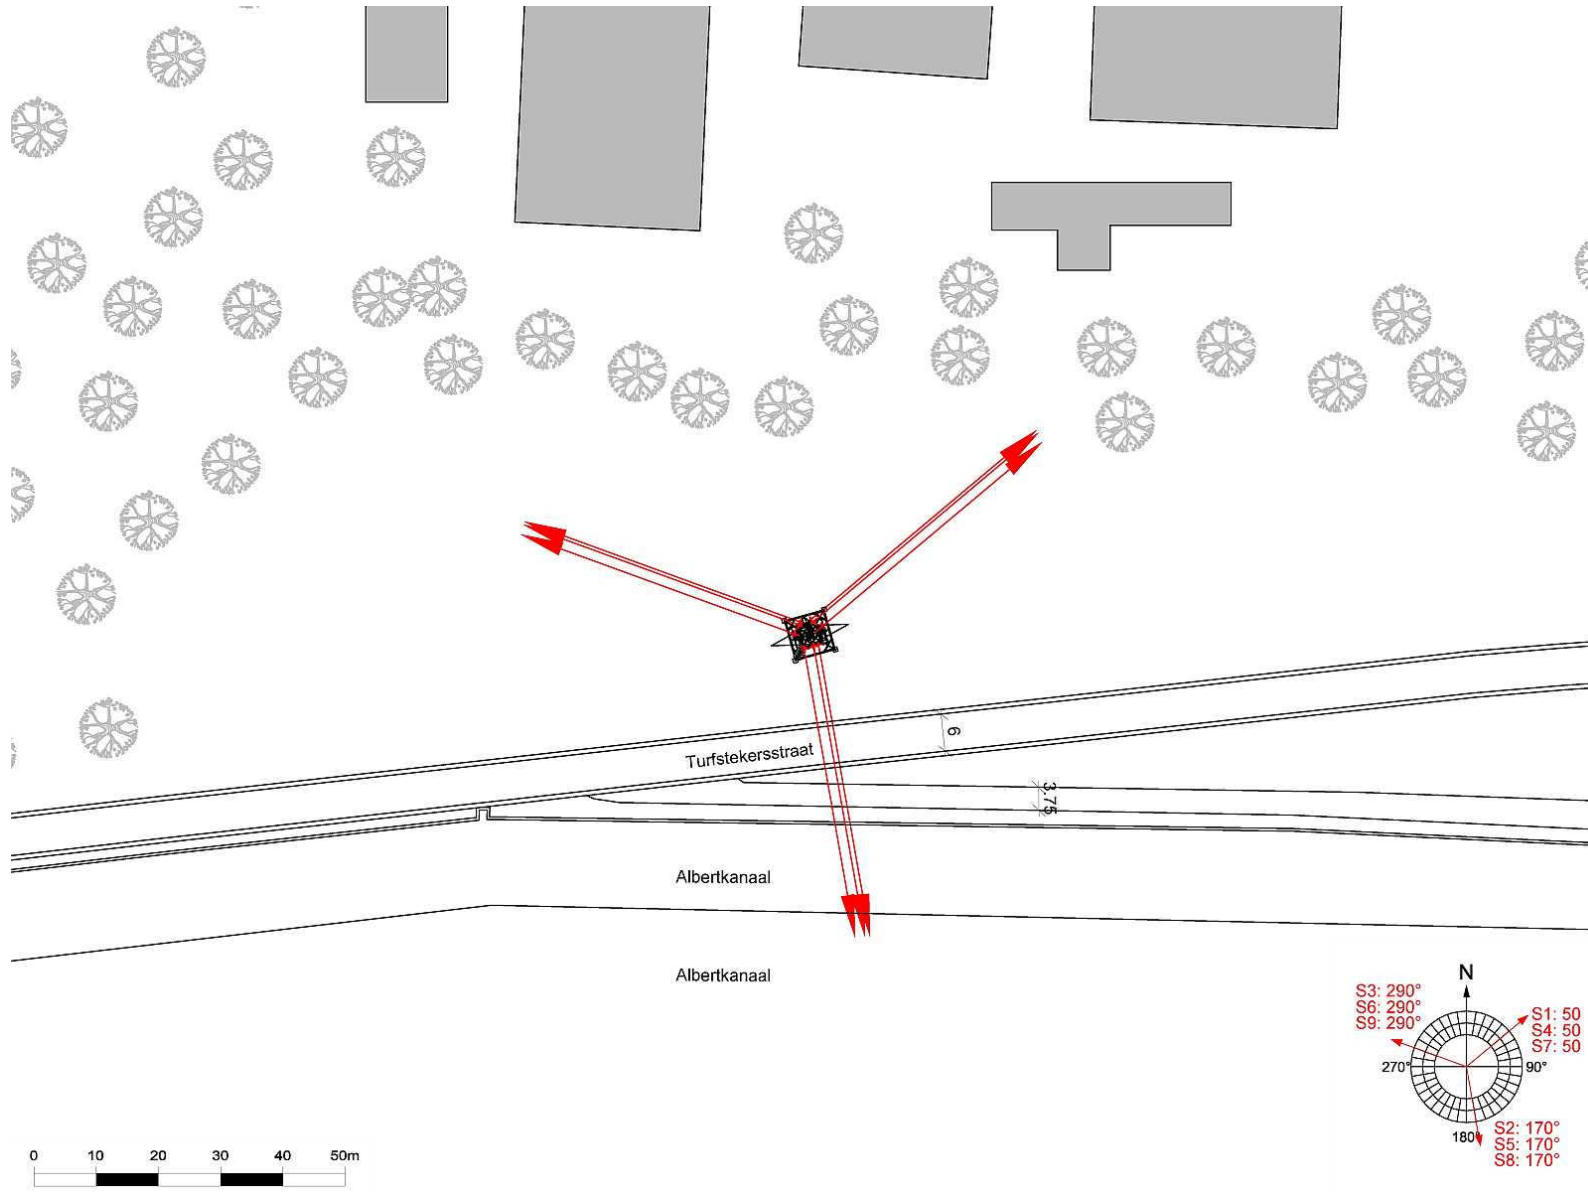 6
Turfstekersstraat
3.75
Albertkanaal
Albertkanaal
N
S3: 290°
S6: 290°
S9: 290°
S1: 50
S4: 50
S7: 50
270°
90°
180°
S2: 170°
S5: 170°
S8: 170°
0 10 20 30 40 50m